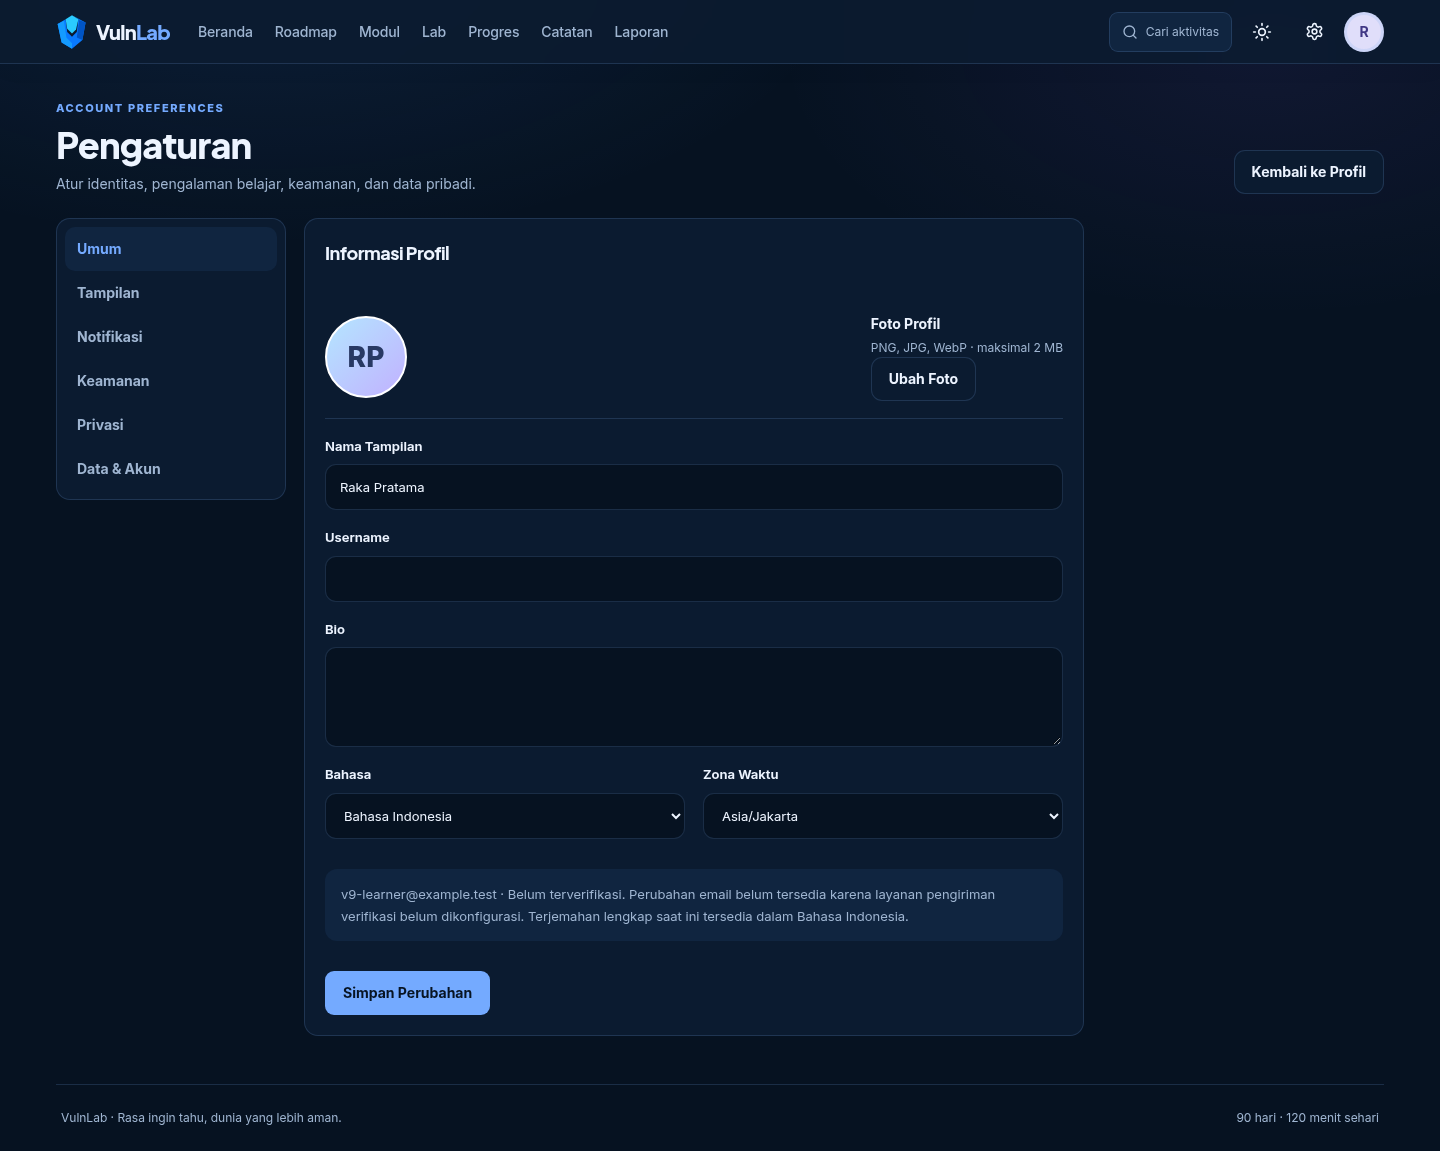 VulnLab
Beranda
Roadmap
Modul
Lab
Progres
Catatan
Laporan
Cari aktivitas
R
ACCOUNT PREFERENCES
Pengaturan
Atur identitas, pengalaman belajar, keamanan, dan data pribadi.
Kembali ke Profil
Umum
Tampilan
Notifikasi
Keamanan
Privasi
Data & Akun
Informasi Profil
RP
Foto Profil
PNG, JPG, WebP · maksimal 2 MB
Ubah Foto
Nama Tampilan
Raka Pratama
Username
Bio
Bahasa
Zona Waktu
Bahasa Indonesia
Asia/Jakarta
v9-learner@example.test · Belum terverifikasi. Perubahan email belum tersedia karena layanan pengiriman
verifikasi belum dikonfigurasi. Terjemahan lengkap saat ini tersedia dalam Bahasa Indonesia.
Simpan Perubahan
VulnLab · Rasa ingin tahu, dunia yang lebih aman.
90 hari · 120 menit sehari